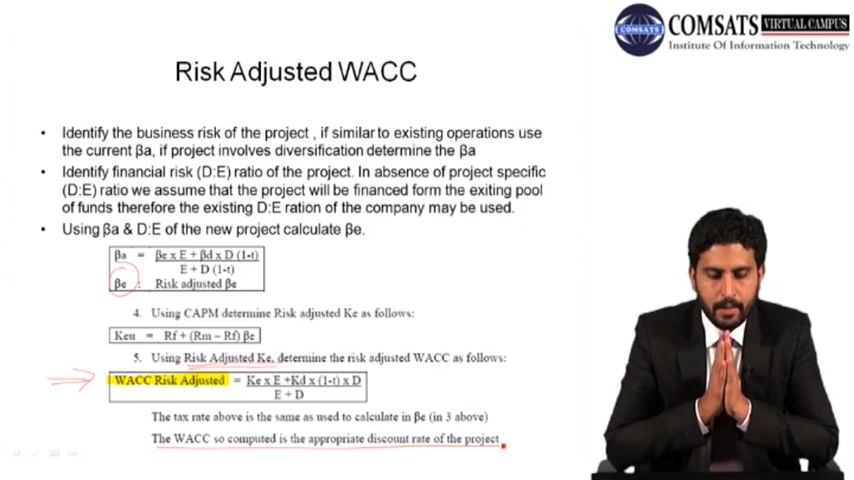 COMSATS VIRTUAL CAMPUS
Institute Of Information Technology
COMSATS
Risk Adjusted WACC
• Identify the business risk of the project , if similar to existing operations use
the current βa, if project involves diversification determine the βa
• Identify financial risk (D:E) ratio of the project. In absence of project specific
(D:E) ratio we assume that the project will be financed form the exiting pool
of funds therefore the existing D:E ration of the company may be used.
• Using βa & D:E of the new project calculate βe.
βa = βe x E + βd x D (1-t)
E + D (1-t)
βe : Risk adjusted βe
4. Using CAPM determine Risk adjusted Ke as follows:
Keu = Rf + (Rm – Rf) βe
5. Using Risk Adjusted Ke, determine the risk adjusted WACC as follows:
WACC Risk Adjusted = Ke x E +Kd x (1-t) x D
E + D
The tax rate above is the same as used to calculate in βe (in 3 above)
The WACC so computed is the appropriate discount rate of the project